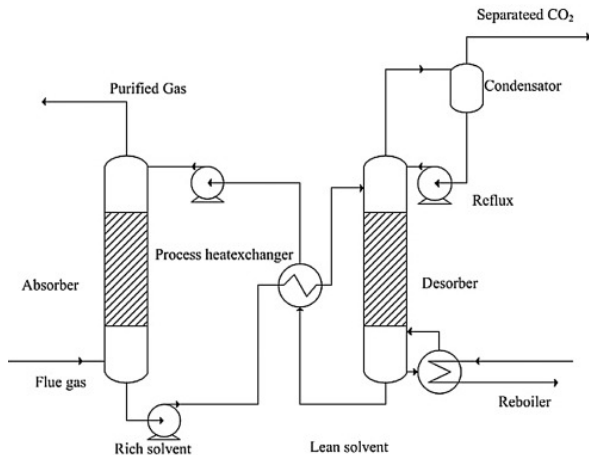 Separateed CO₂
Purified Gas
Condensator
Reflux
Process heatexchanger
Absorber
Desorber
Flue gas
Reboiler
Rich solvent
Lean solvent